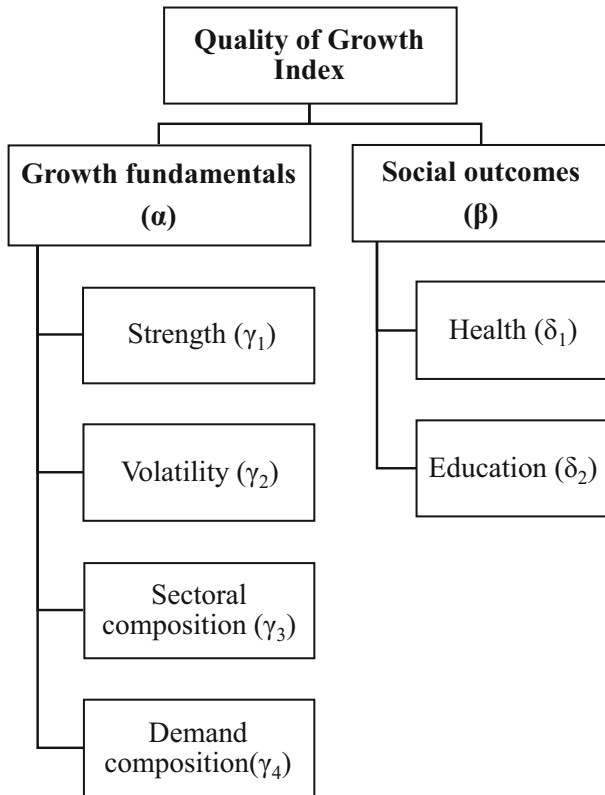 Quality of Growth
Index
Growth fundamentals
(α)
Strength (γ₁)
Volatility (γ₂)
Sectoral
composition (γ₃)
Demand
composition(γ₄)
Social outcomes
(β)
Health (δ₁)
Education (δ₂)